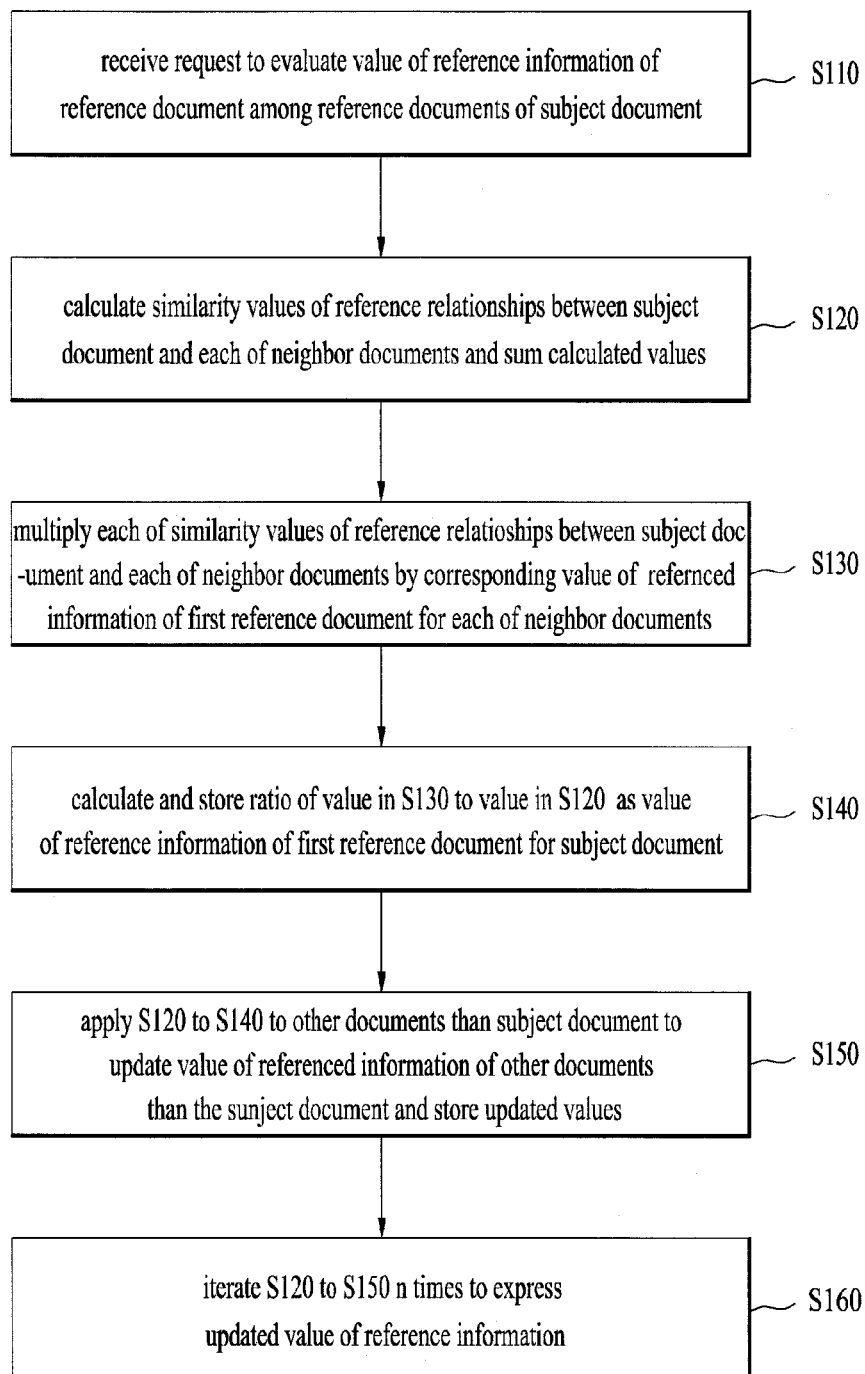 receive request to evaluate value of reference information of
reference document among reference documents of subject document
S110
calculate similarity values of reference relationships between subject
document and each of neighbor documents and sum calculated values
S120
multiply each of similarity values of reference relatioships between subject doc
-ument and each of neighbor documents by corresponding value of refernced
information of first reference document for each of neighbor documents
S130
calculate and store ratio of value in S130 to value in S120 as value
of reference information of first reference document for subject document
S140
apply S120 to S140 to other documents than subject document to
update value of referenced information of other documents
than the sunject document and store updated values
S150
iterate S120 to S150 n times to express
updated value of reference information
S160